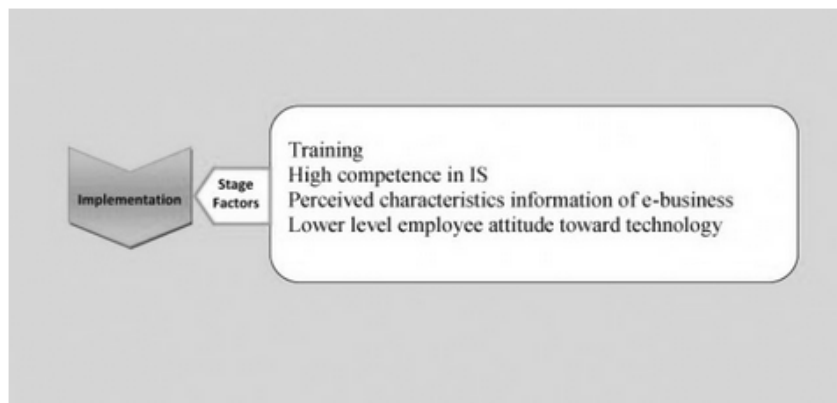 Implementation
Stage
Factors
Training
High competence in IS
Perceived characteristics information of e-business
Lower level employee attitude toward technology